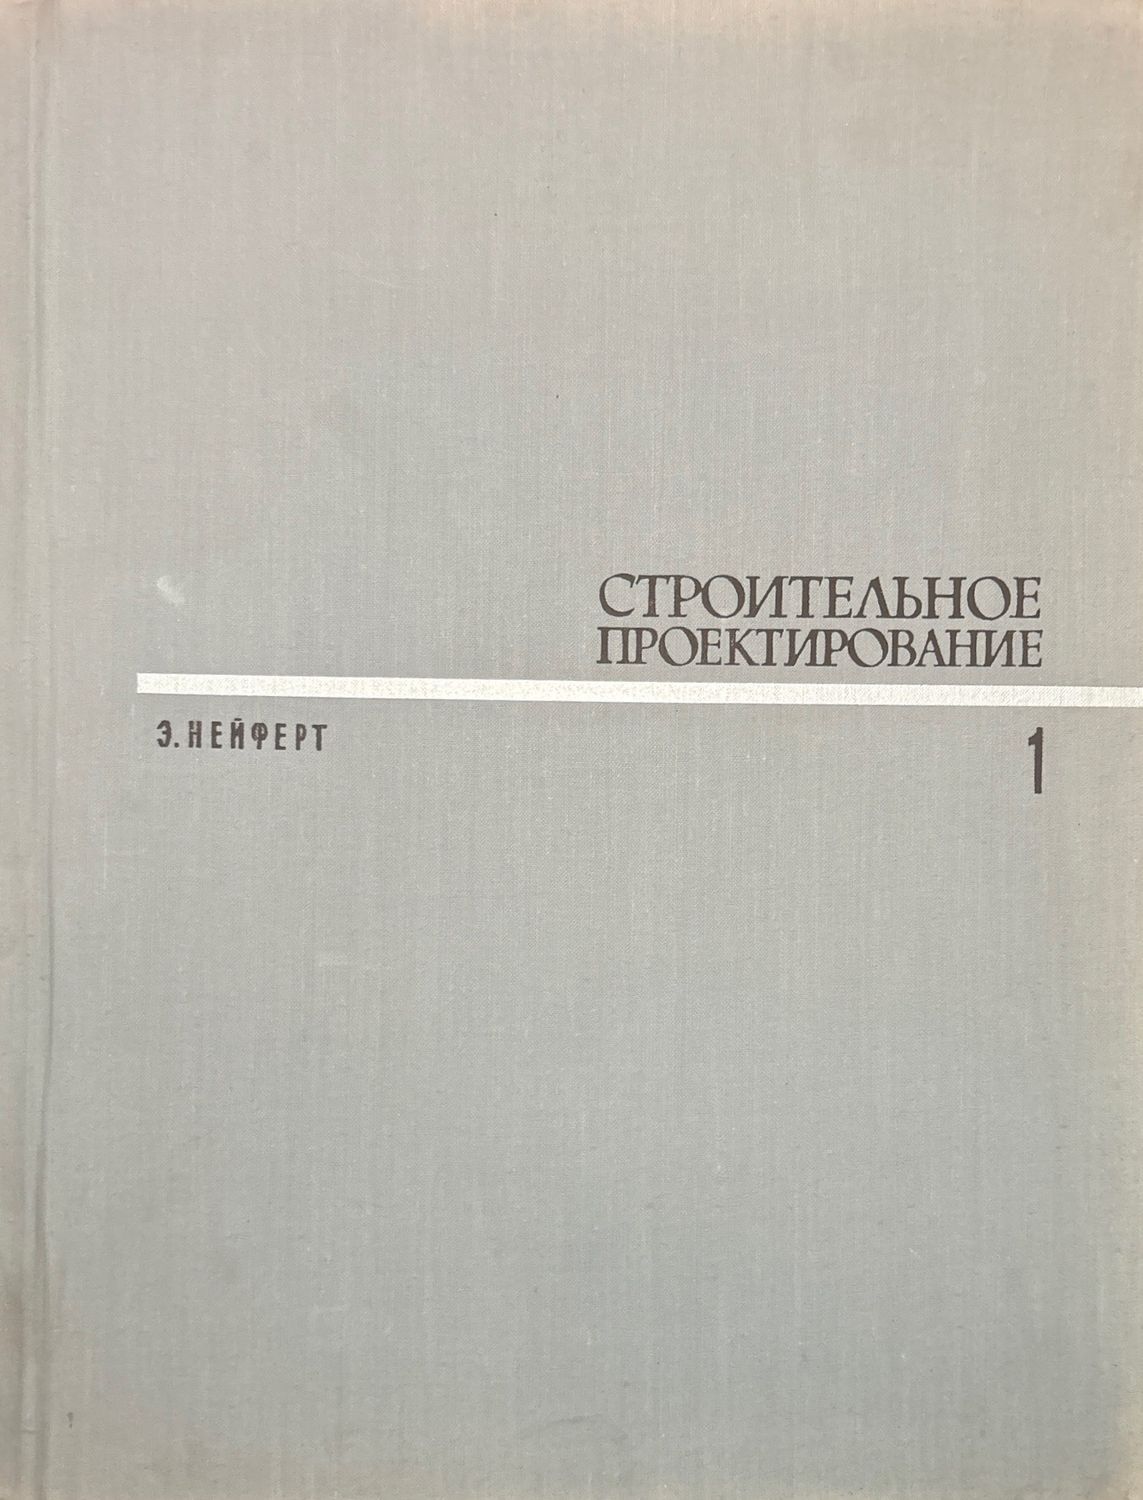 СТРОИТЕЛЬНОЕ
ПРОЕКТИРОВАНИЕ
Э. НЕЙФЕРТ
1